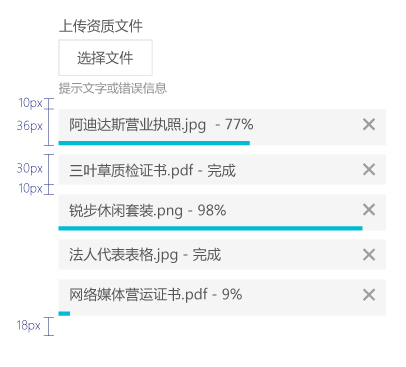 上传资质文件
选择文件
提示文字或错误信息
10px
36px
阿迪达斯营业执照.jpg - 77%
30px
三叶草质检证书.pdf - 完成
10px
锐步休闲套装.png - 98%
法人代表表格.jpg - 完成
网络媒体营运证书.pdf - 9%
18px